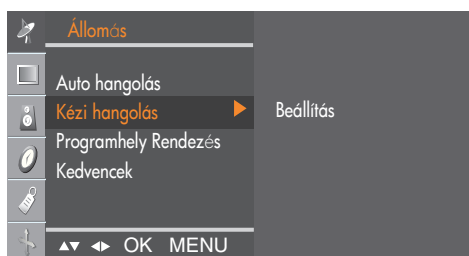 Állomás
Auto hangolás
Kézi hangolás Beállítás
Programhely Rendezés
Kedvencek
OK MENU